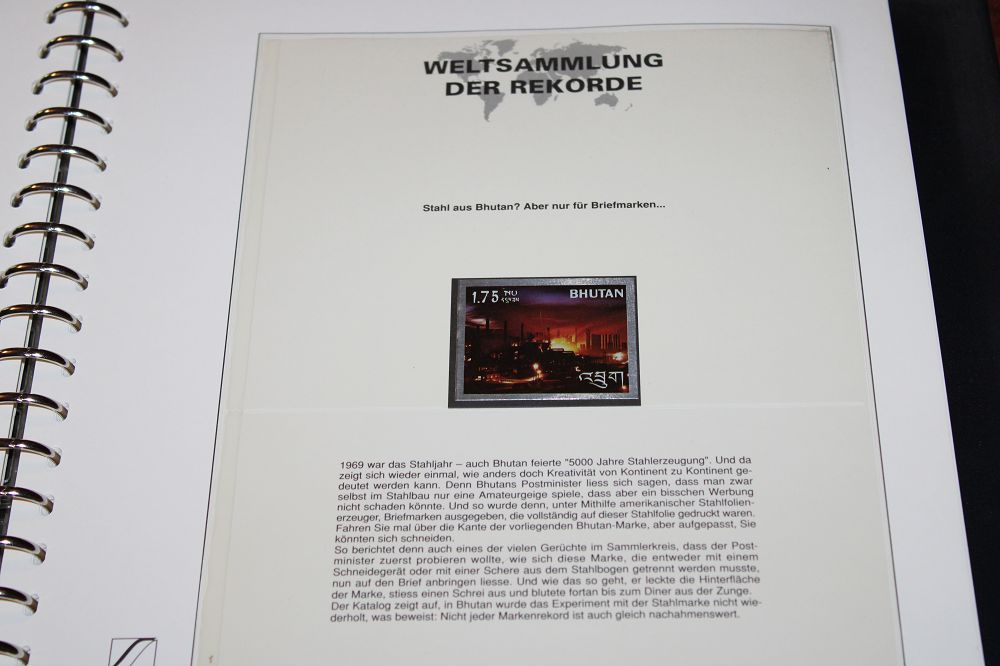 WELTSAMMLUNG
DER REKORDE
Stahl aus Bhutan? Aber nur für Briefmarken...
1.75
BHUTAN
འབྲུག
1969 war das Stahljahr – auch Bhutan feierte "5000 Jahre Stahlerzeugung". Und da
zeigt sich wieder einmal, wie anders doch Kreativität von Kontinent zu Kontinent ge-
deutet werden kann. Denn Bhutans Postminister liess sich sagen, dass man zwar
selbst im Stahlbau nur eine Amateurgeige spiele, dass aber ein bisschen Werbung
nicht schaden könnte. Und so wurde denn, unter Mithilfe amerikanischer Stahlfolien-
erzeuger, Briefmarken ausgegeben, die vollständig auf dieser Stahlfolie gedruckt waren.
Fahren Sie mal über die Kante der vorliegenden Bhutan-Marke, aber aufgepasst, Sie
könnten sich schneiden.
So berichtet denn auch eines der vielen Gerüchte im Sammlerkreis, dass der Post-
minister zuerst probieren wollte, wie sich diese Marke, die entweder mit einem
Schneidegerät oder mit einer Schere aus dem Stahlbogen getrennt werden musste,
nun auf den Brief anbringen liesse. Und wie das so geht, er leckte die Hinterfläche
der Marke, stiess einen Schrei aus und blutete fortan bis zum Diner aus der Zunge.
Der Katalog zeigt auf, in Bhutan wurde das Experiment mit der Stahlmarke nicht wie-
derholt, was beweist: Nicht jeder Markenrekord ist auch gleich nachahmenswert.